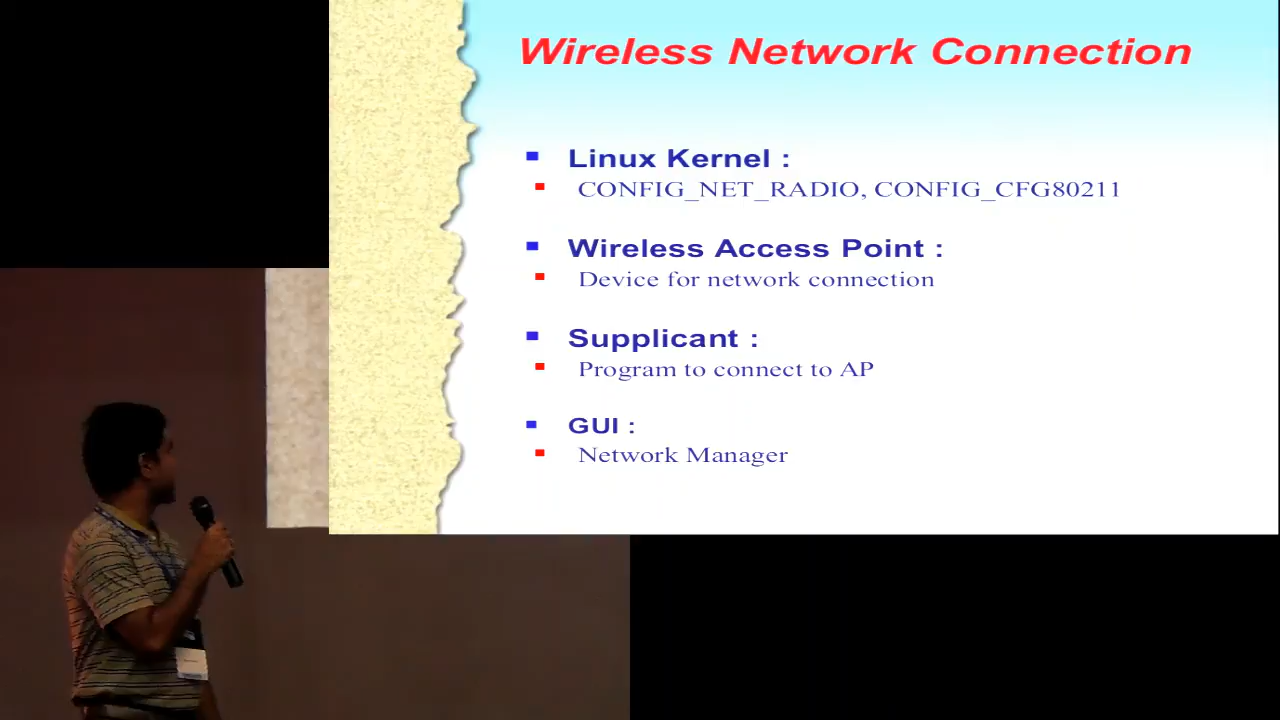 Wireless Network Connection
Linux Kernel :
CONFIG_NET_RADIO, CONFIG_CFG80211
Wireless Access Point :
Device for network connection
Supplicant :
Program to connect to AP
GUI :
Network Manager